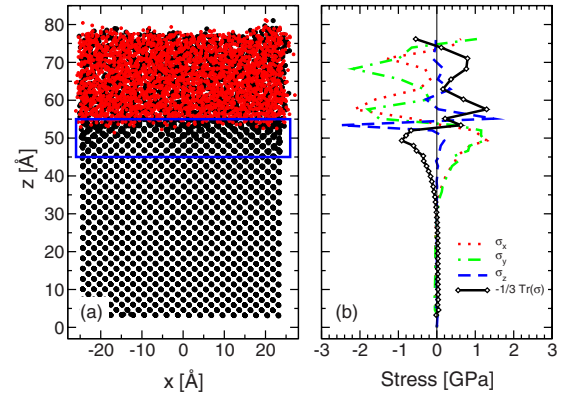 80
70
60
50
40
30
20
10
0
z [Å]
(a)
-20 -10 0 10 20
x [Å]
(b)
σx
σy
σz
-1/3 Tr(σ)
-3 -2 -1 0 1 2 3
Stress [GPa]